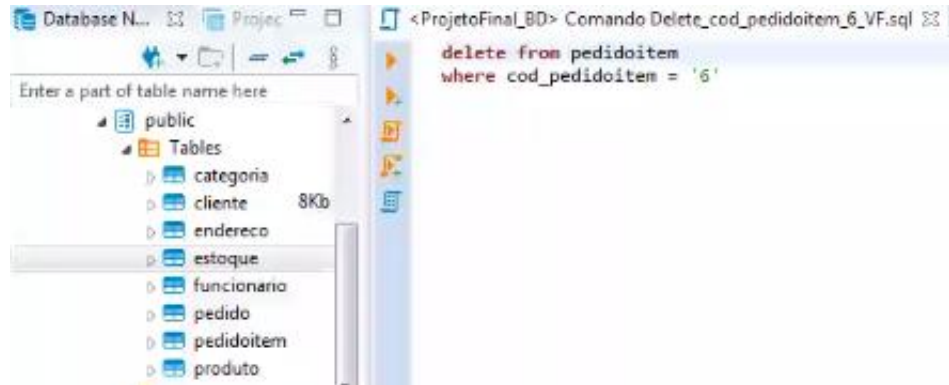 Database N...
Projec
<ProjetoFinal_BD> Comando Delete_cod_pedidoitem_6_VF.sql
Enter a part of table name here
public
Tables
categoria
cliente 8Kb
endereco
estoque
funcionario
pedido
pedidoitem
produto
delete from pedidoitem
where cod_pedidoitem = '6'